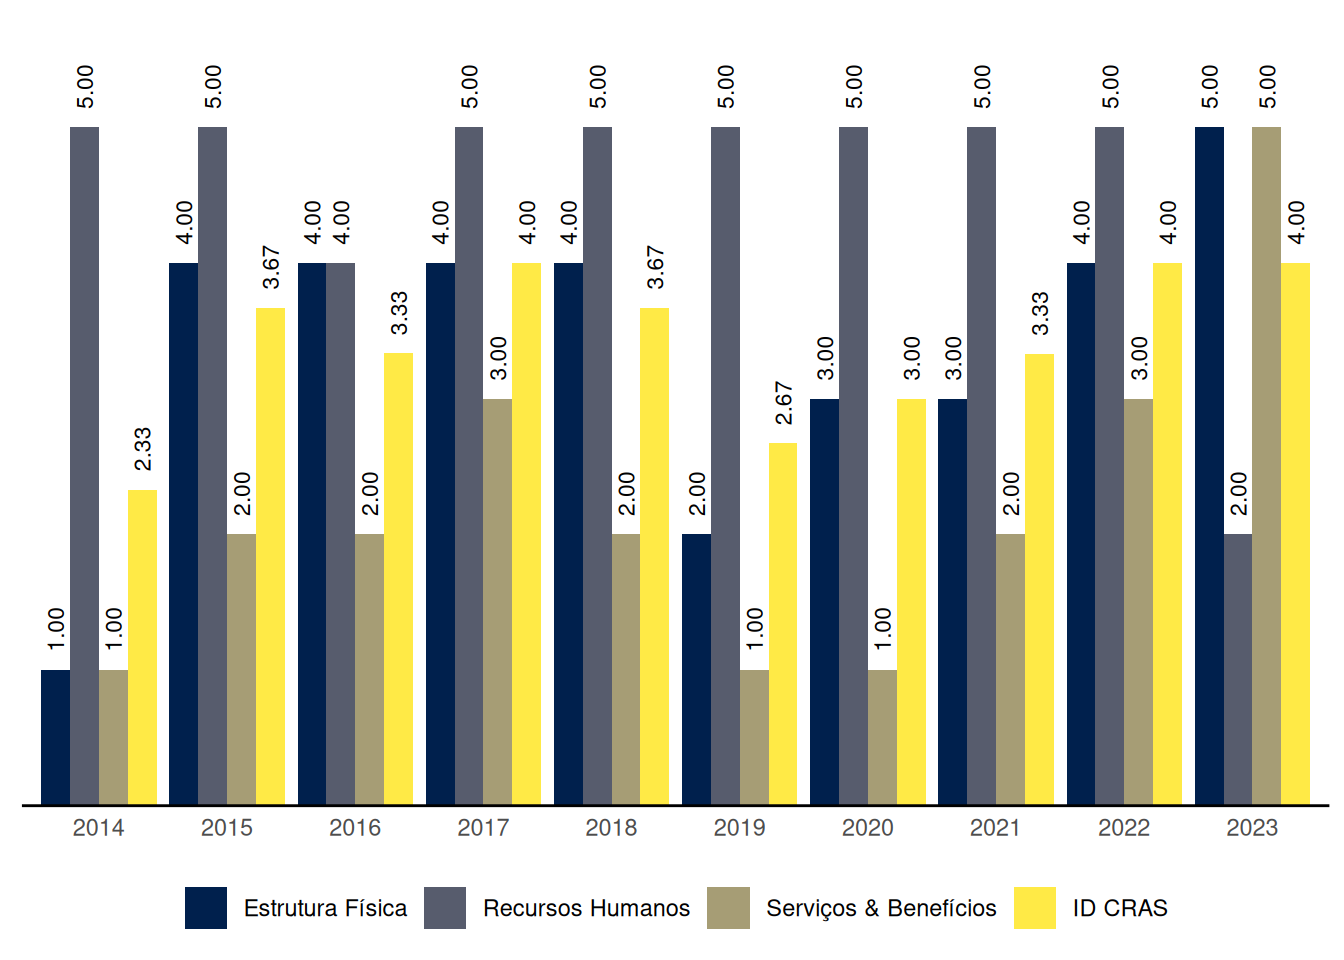 5.00 5.00 5.00 5.00 5.00 5.00 5.00 5.00 5.00 5.00
4.00 4.00 4.00 4.00 4.00 4.00 4.00 4.00 4.00
3.67 3.67
3.33 3.33
3.00 3.00 3.00 3.00 3.00
2.67
2.33
2.00 2.00 2.00 2.00 2.00 2.00
1.00 1.00 1.00 1.00
2014 2015 2016 2017 2018 2019 2020 2021 2022 2023
Estrutura Física Recursos Humanos Serviços & Benefícios ID CRAS